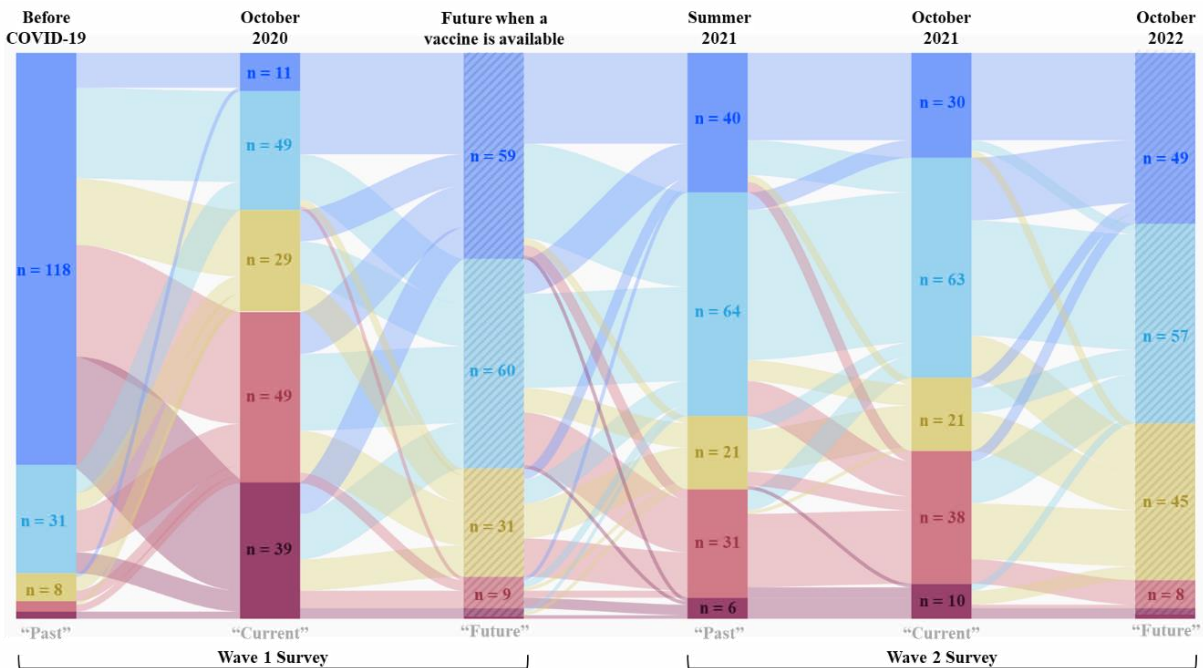 Before
COVID-19
October
2020
Future when a
vaccine is available
Summer
2021
October
2021
October
2022
n = 118
n = 31
n = 8
n = 11
n = 49
n = 29
n = 49
n = 39
n = 59
n = 60
n = 31
n = 9
n = 40
n = 64
n = 21
n = 31
n = 6
n = 30
n = 63
n = 21
n = 38
n = 10
n = 49
n = 57
n = 45
n = 8
“Past”
“Current”
“Future”
“Past”
“Current”
“Future”
Wave 1 Survey
Wave 2 Survey